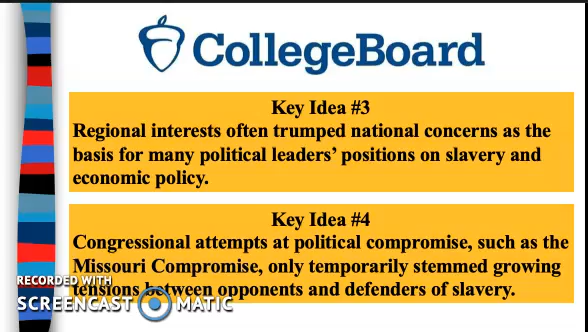 CollegeBoard
Key Idea #3
Regional interests often trumped national concerns as the
basis for many political leaders' positions on slavery and
economic policy.
Key Idea #4
Congressional attempts at political compromise, such as the
Missouri Compromise, only temporarily stemmed growing
tensions between opponents and defenders of slavery.
RECORDED WITH
SCREENCAST MATIC